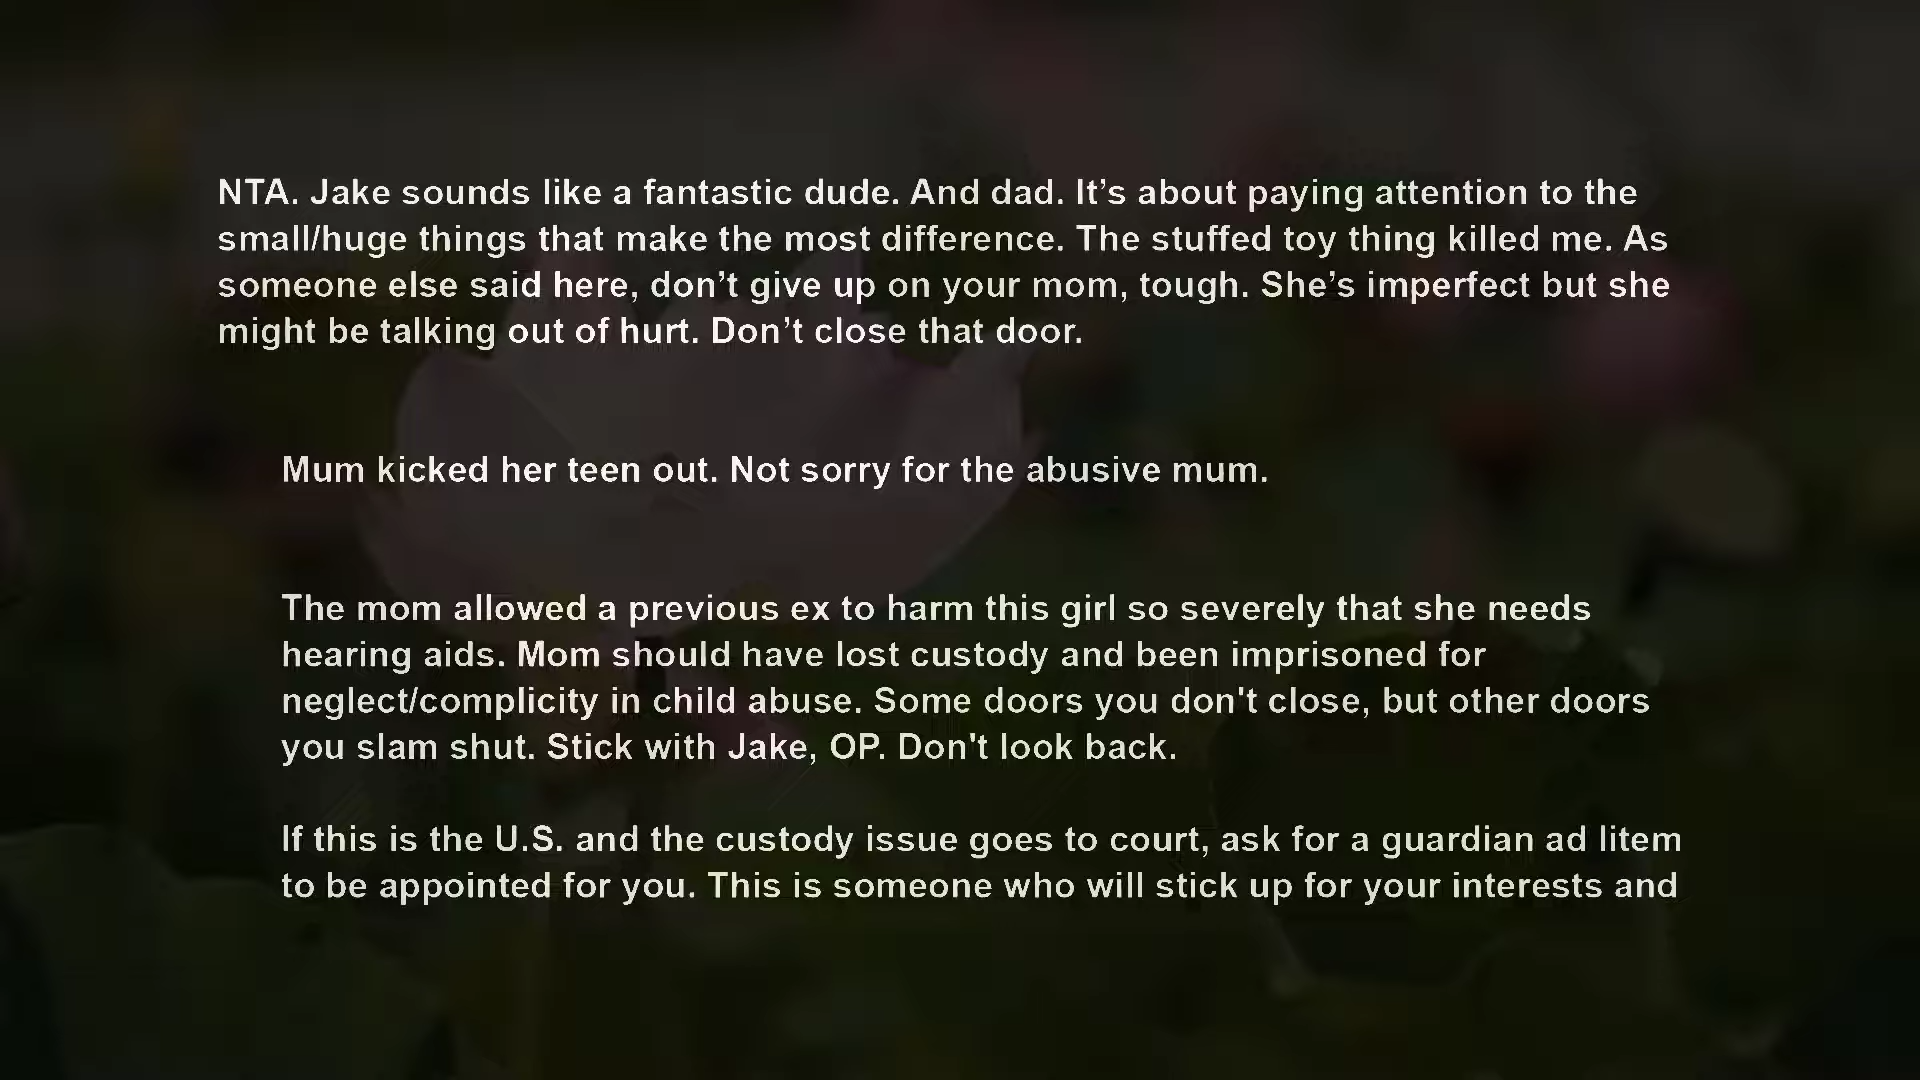 NTA. Jake sounds like a fantastic dude. And dad. It’s about paying attention to the
small/huge things that make the most difference. The stuffed toy thing killed me. As
someone else said here, don’t give up on your mom, tough. She’s imperfect but she
might be talking out of hurt. Don’t close that door.
Mum kicked her teen out. Not sorry for the abusive mum.
The mom allowed a previous ex to harm this girl so severely that she needs
hearing aids. Mom should have lost custody and been imprisoned for
neglect/complicity in child abuse. Some doors you don't close, but other doors
you slam shut. Stick with Jake, OP. Don't look back.
If this is the U.S. and the custody issue goes to court, ask for a guardian ad litem
to be appointed for you. This is someone who will stick up for your interests and